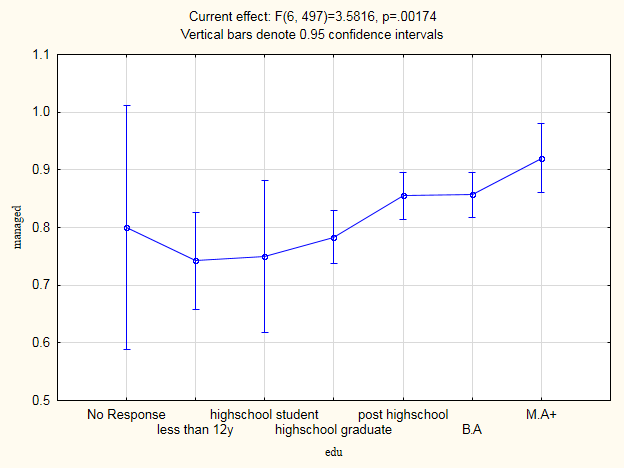 Current effect: F(6, 497)=3.5816, p=.00174
Vertical bars denote 0.95 confidence intervals
1.1
1.0
0.9
0.8
0.7
0.6
0.5
managed
No Response highschool student post highschool M.A+
less than 12y highschool graduate B.A
edu